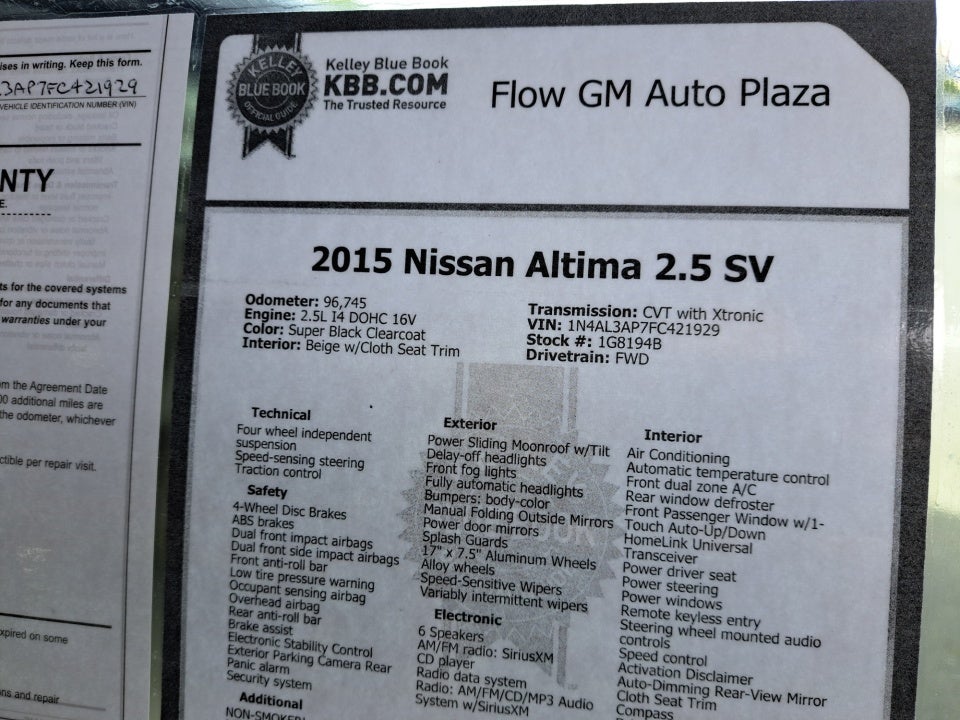 ises in writing. Keep this form.
3AP7FC421929
VEHICLE IDENTIFICATION NUMBER (VIN)
NTY
E.
ts for the covered systems
for any documents that
warranties under your
om the Agreement Date
00 additional miles are
the odometer, whichever
ctible per repair visit.
xpired on some
ons and repair
KELLEY
BLUE BOOK
OFFICIAL GUIDE
Kelley Blue Book
KBB.COM
The Trusted Resource
Flow GM Auto Plaza
2015 Nissan Altima 2.5 SV
Odometer: 96,745
Engine: 2.5L I4 DOHC 16V
Color: Super Black Clearcoat
Interior: Beige w/Cloth Seat Trim
Transmission: CVT with Xtronic
VIN: 1N4AL3AP7FC421929
Stock #: 1G8194B
Drivetrain: FWD
Technical
Four wheel independent
suspension
Speed-sensing steering
Traction control
Safety
4-Wheel Disc Brakes
ABS brakes
Dual front impact airbags
Dual front side impact airbags
Front anti-roll bar
Low tire pressure warning
Occupant sensing airbag
Overhead airbag
Rear anti-roll bar
Brake assist
Electronic Stability Control
Exterior Parking Camera Rear
Panic alarm
Security system
Additional
NON-SMOKER!
Exterior
Power Sliding Moonroof w/Tilt
Delay-off headlights
Front fog lights
Fully automatic headlights
Bumpers: body-color
Manual Folding Outside Mirrors
Power door mirrors
Splash Guards
17" x 7.5" Aluminum Wheels
Alloy wheels
Speed-Sensitive Wipers
Variably intermittent wipers
Electronic
6 Speakers
AM/FM radio: SiriusXM
CD player
Radio data system
Radio: AM/FM/CD/MP3 Audio
System w/SiriusXM
Interior
Air Conditioning
Automatic temperature control
Front dual zone A/C
Rear window defroster
Front Passenger Window w/1-
Touch Auto-Up/Down
HomeLink Universal
Transceiver
Power driver seat
Power steering
Power windows
Remote keyless entry
Steering wheel mounted audio
controls
Speed control
Activation Disclaimer
Auto-Dimming Rear-View Mirror
Cloth Seat Trim
Compass